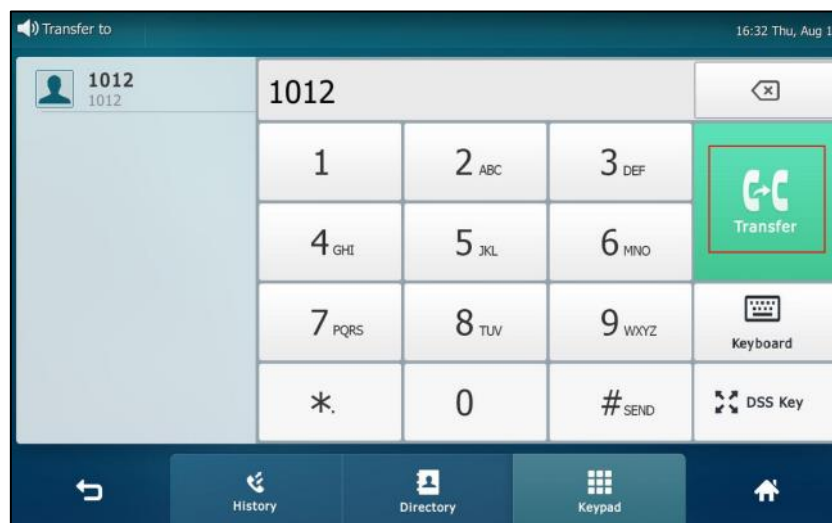 Transfer to
16:32 Thu, Aug 1
1012
1012
1012
1
2 ABC
3 DEF
Transfer
4 GHI
5 JKL
6 MNO
7 PQRS
8 TUV
9 WXYZ
Keyboard
*.
0
# SEND
DSS Key
History
Directory
Keypad